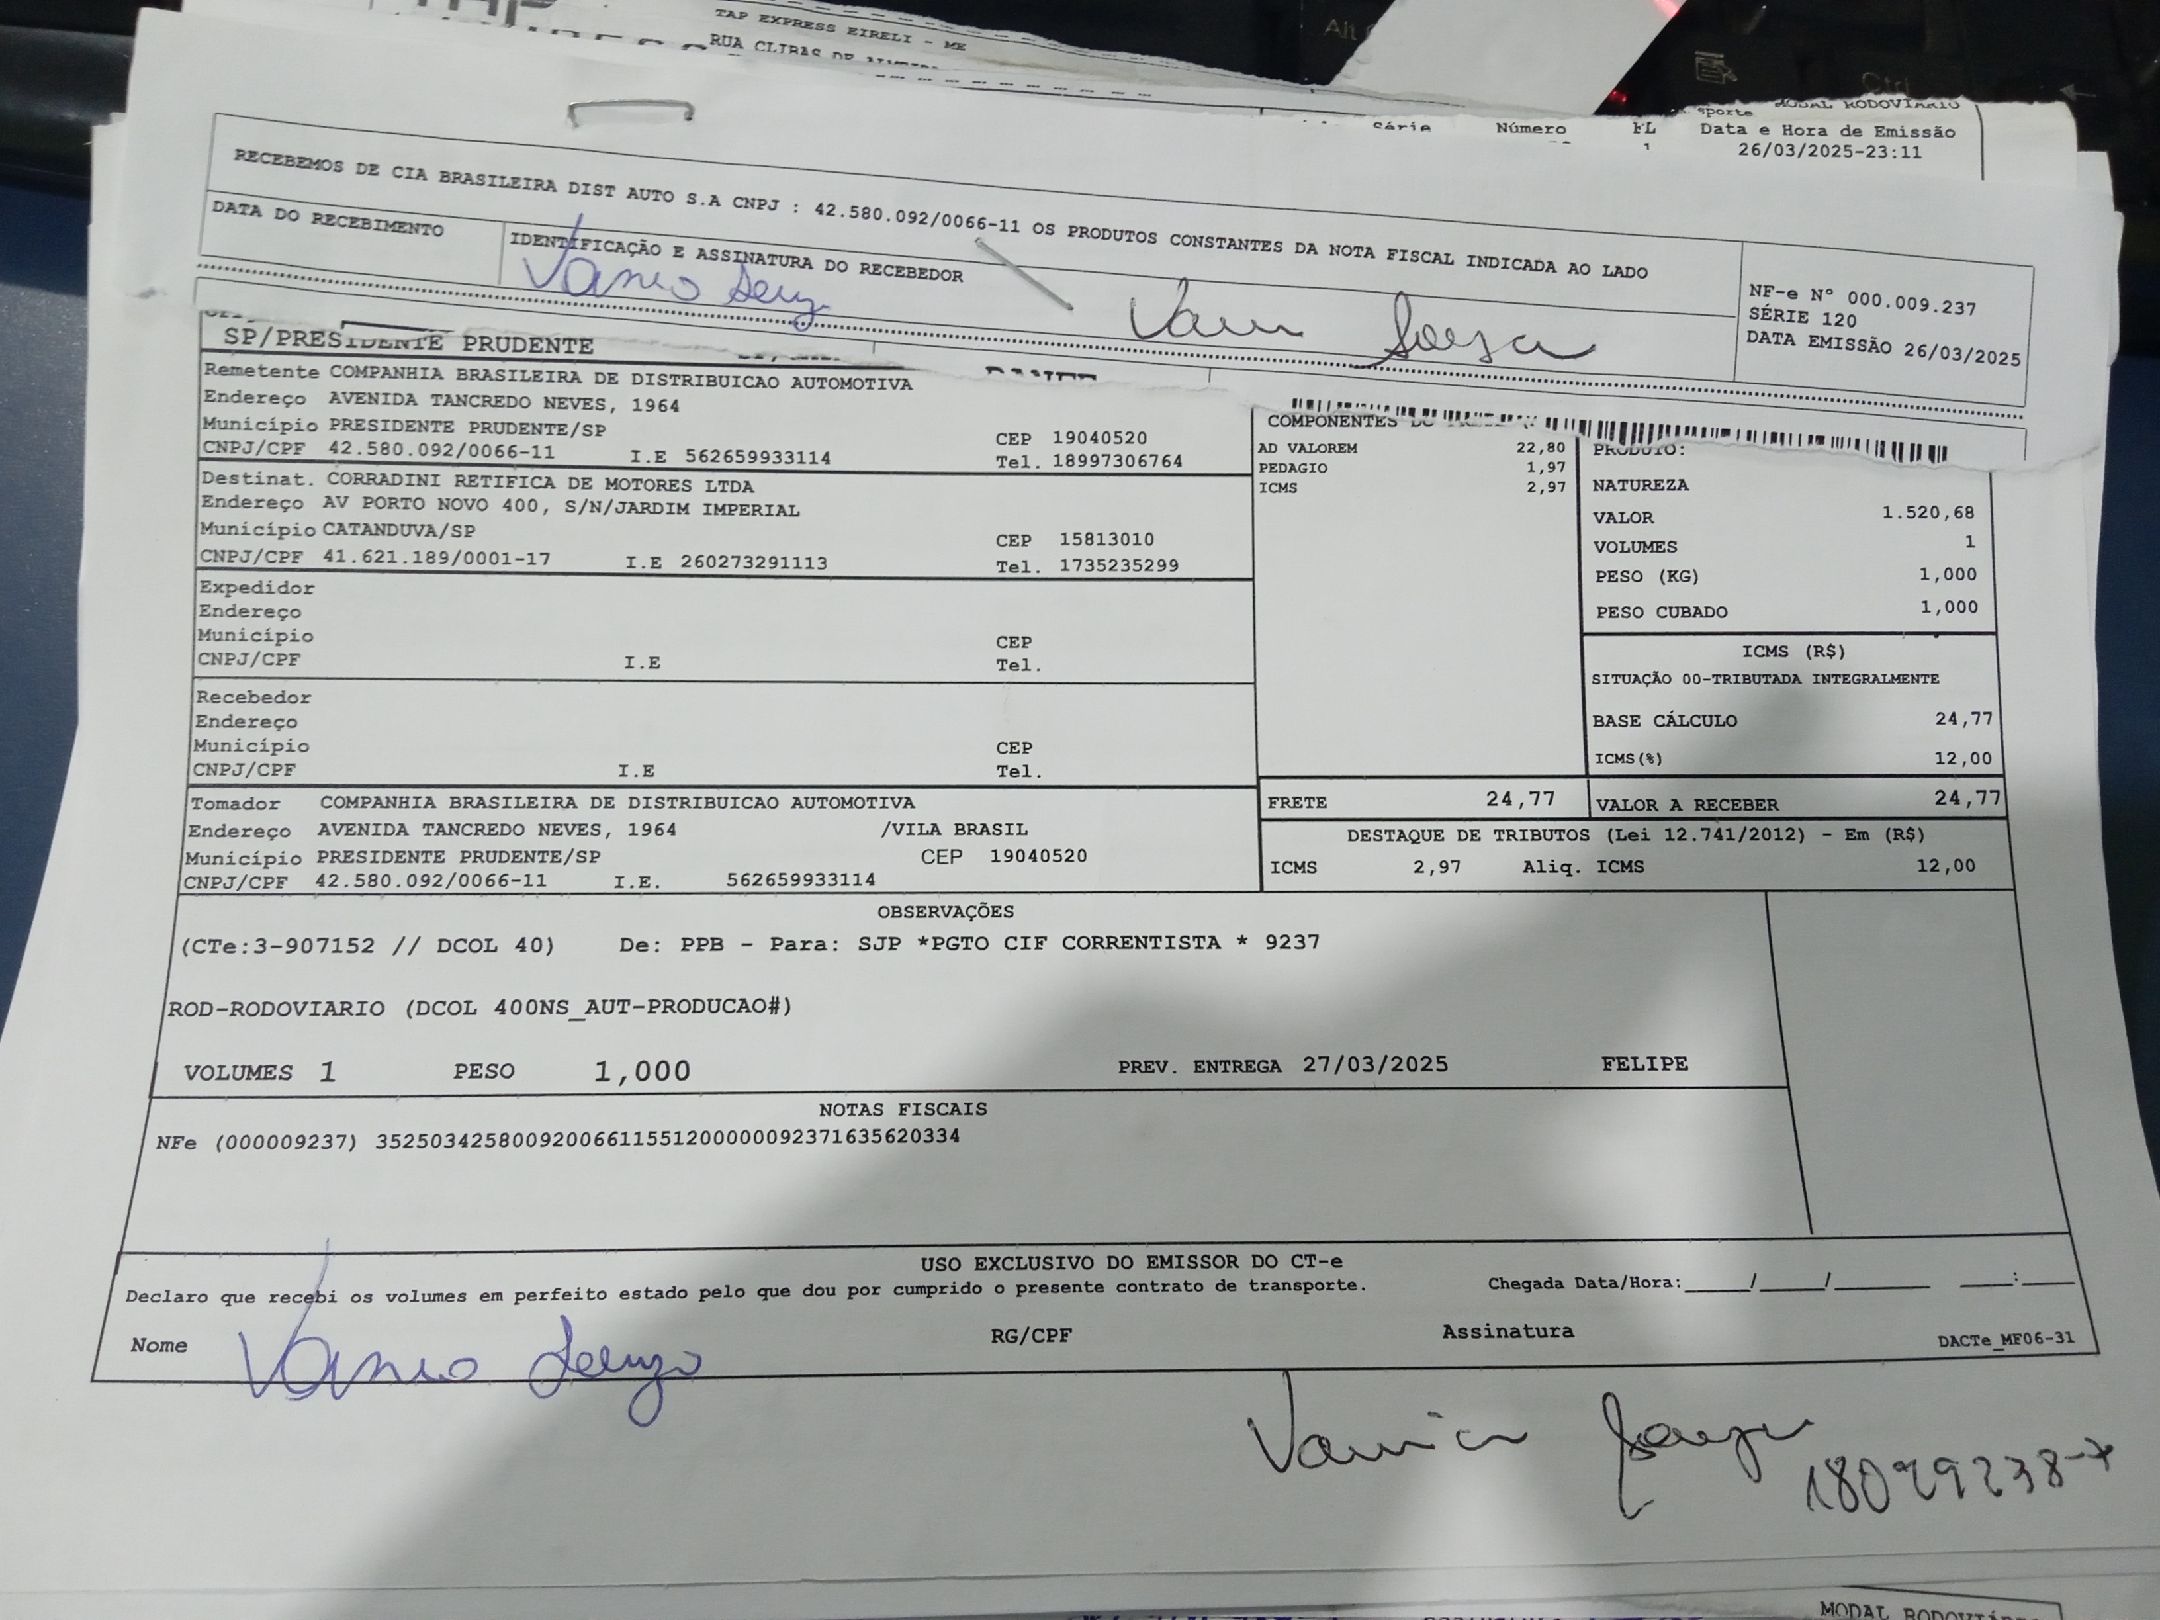 TAP EXPRESS EIRELI - ME
RUA
Série Número FL Data e Hora de Emissão
1 26/03/2025-23:11
RECEBEMOS DE CIA BRASILEIRA DIST AUTO S.A CNPJ : 42.580.092/0066-11 OS PRODUTOS CONSTANTES DA NOTA FISCAL INDICADA AO LADO
DATA DO RECEBIMENTO
IDENTIFICAÇÃO E ASSINATURA DO RECEBEDOR
NF-e N° 000.009.237
SÉRIE 120
DATA EMISSÃO 26/03/2025
SP/PRESIDENTE PRUDENTE
Remetente COMPANHIA BRASILEIRA DE DISTRIBUICAO AUTOMOTIVA
Endereço AVENIDA TANCREDO NEVES, 1964
Município PRESIDENTE PRUDENTE/SP CEP 19040520
CNPJ/CPF 42.580.092/0066-11 I.E 562659933114 Tel. 18997306764
Destinat. CORRADINI RETIFICA DE MOTORES LTDA
Endereço AV PORTO NOVO 400, S/N/JARDIM IMPERIAL
Município CATANDUVA/SP CEP 15813010
CNPJ/CPF 41.621.189/0001-17 I.E 260273291113 Tel. 1735235299
Expedidor
Endereço
Município CEP
CNPJ/CPF I.E Tel.
Recebedor
Endereço
Município CEP
CNPJ/CPF I.E Tel.
Tomador COMPANHIA BRASILEIRA DE DISTRIBUICAO AUTOMOTIVA
Endereço AVENIDA TANCREDO NEVES, 1964 /VILA BRASIL
Município PRESIDENTE PRUDENTE/SP CEP 19040520
CNPJ/CPF 42.580.092/0066-11 I.E. 562659933114
COMPONENTES
AD VALOREM 22,80
PEDAGIO 1,97
ICMS 2,97
PRODUTO:
NATUREZA
VALOR 1.520,68
VOLUMES 1
PESO (KG) 1,000
PESO CUBADO 1,000
ICMS (R$)
SITUAÇÃO 00-TRIBUTADA INTEGRALMENTE
BASE CÁLCULO 24,77
ICMS(%) 12,00
FRETE 24,77 VALOR A RECEBER 24,77
DESTAQUE DE TRIBUTOS (Lei 12.741/2012) - Em (R$)
ICMS 2,97 Aliq. ICMS 12,00
OBSERVAÇÕES
(CTe:3-907152 // DCOL 40) De: PPB - Para: SJP *PGTO CIF CORRENTISTA * 9237
ROD-RODOVIARIO (DCOL 400NS_AUT-PRODUCAO#)
VOLUMES 1 PESO 1,000 PREV. ENTREGA 27/03/2025 FELIPE
NOTAS FISCAIS
NFe (000009237) 35250342580092006611551200000092371635620334
USO EXCLUSIVO DO EMISSOR DO CT-e
Declaro que recebi os volumes em perfeito estado pelo que dou por cumprido o presente contrato de transporte. Chegada Data/Hora:____/____/______ ___:___
Nome RG/CPF Assinatura DACTe_MF06-31